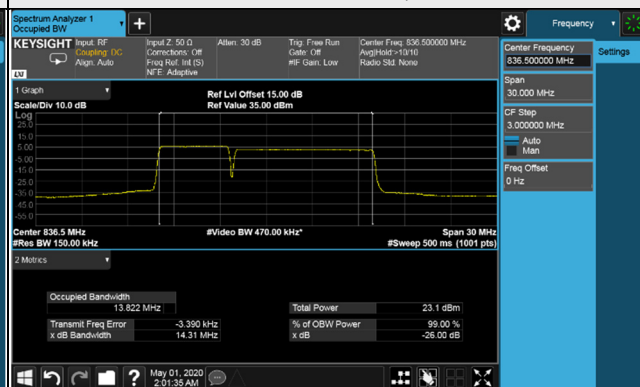 Spectrum Analyzer 1
Occupied BW
Frequency
KEYSIGHT
Input: RF
Coupling: DC
Align: Auto
Input Z: 50 Ω
Corrections: Off
Freq Ref: Int (S)
NFE: Adaptive
Atten: 30 dB
Trig: Free Run
Gate: Off
#IF Gain: Low
Center Freq: 836.500000 MHz
Avg|Hold:>10/10
Radio Std: None
LXI
Center Frequency
836.500000 MHz
Settings
Span
30.000 MHz
CF Step
3.000000 MHz
Auto
Man
Freq Offset
0 Hz
1 Graph
Ref Lvl Offset 15.00 dB
Scale/Div 10.0 dB
Ref Value 35.00 dBm
Log
25.0
15.0
5.00
-5.00
-15.0
-25.0
-35.0
-45.0
-55.0
Center 836.5 MHz
#Video BW 470.00 kHz*
Span 30 MHz
#Res BW 150.00 kHz
#Sweep 500 ms (1001 pts)
2 Metrics
Occupied Bandwidth
13.822 MHz
Total Power
23.1 dBm
Transmit Freq Error
-3.390 kHz
% of OBW Power
99.00 %
x dB Bandwidth
14.31 MHz
x dB
-26.00 dB
May 01, 2020
2:01:35 AM